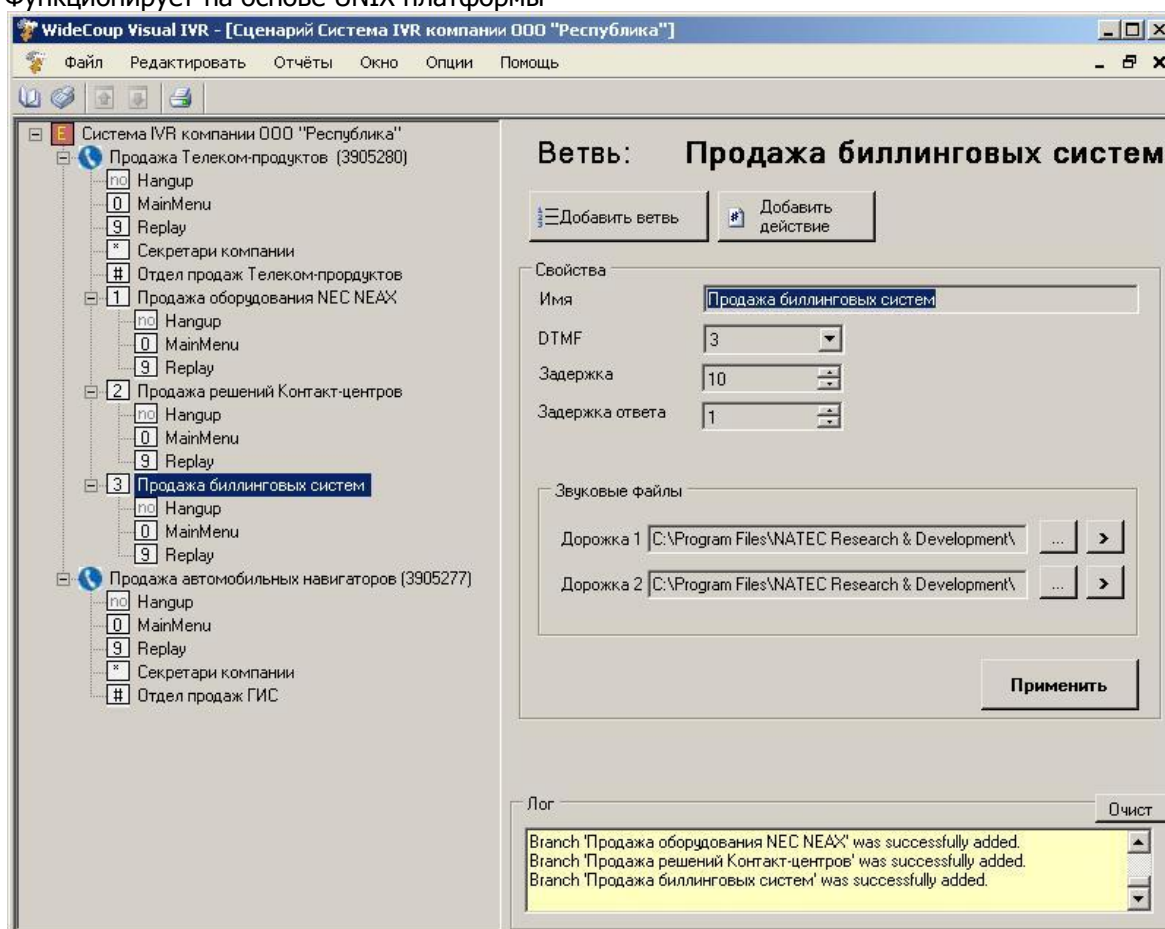 Функционирует на основе UNIX платформы
WideCoup Visual IVR - [Сценарий Система IVR компании ООО "Республика"]
Файл Редактировать Отчёты Окно Опции Помощь
Система IVR компании ООО "Республика"
Продажа Телеком-продуктов (3905280)
no Hangup
0 MainMenu
9 Replay
* Секретари компании
# Отдел продаж Телеком-прордуктов
1 Продажа оборудования NEC NEAX
no Hangup
0 MainMenu
9 Replay
2 Продажа решений Контакт-центров
no Hangup
0 MainMenu
9 Replay
3 Продажа биллинговых систем
no Hangup
0 MainMenu
9 Replay
Продажа автомобильных навигаторов (3905277)
no Hangup
0 MainMenu
9 Replay
* Секретари компании
# Отдел продаж ГИС
Ветвь: Продажа биллинговых систем
Добавить ветвь
Добавить
действие
Свойства
Имя Продажа биллинговых систем
DTMF 3
Задержка 10
Задержка ответа 1
Звуковые файлы
Дорожка 1 C:\Program Files\NATEC Research & Development\ ... >
Дорожка 2 C:\Program Files\NATEC Research & Development\ ... >
Применить
Лог
Очист
Branch 'Продажа оборудования NEC NEAX' was successfully added.
Branch 'Продажа решений Контакт-центров' was successfully added.
Branch 'Продажа биллинговых систем' was successfully added.